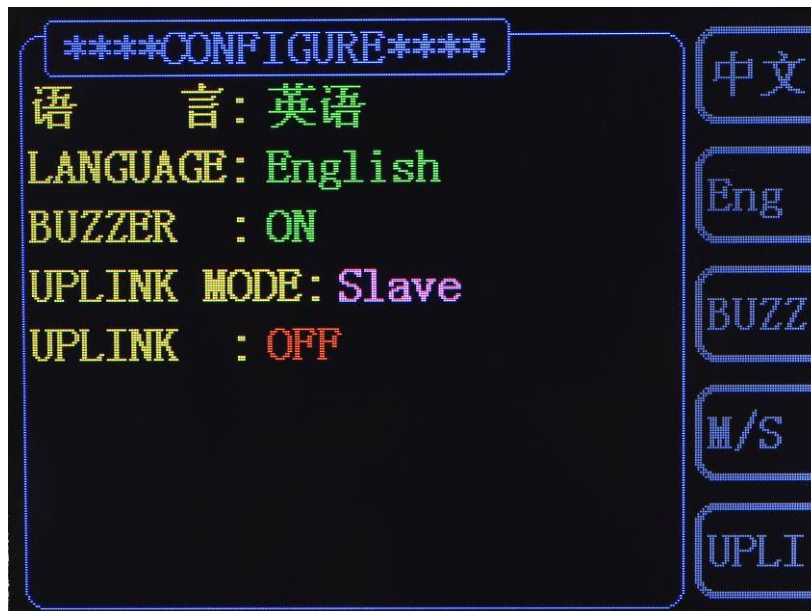 ****CONFIGURE****
语 言: 英语
LANGUAGE: English
BUZZER : ON
UPLINK MODE: Slave
UPLINK : OFF
中文
Eng
BUZZ
M/S
UPLI